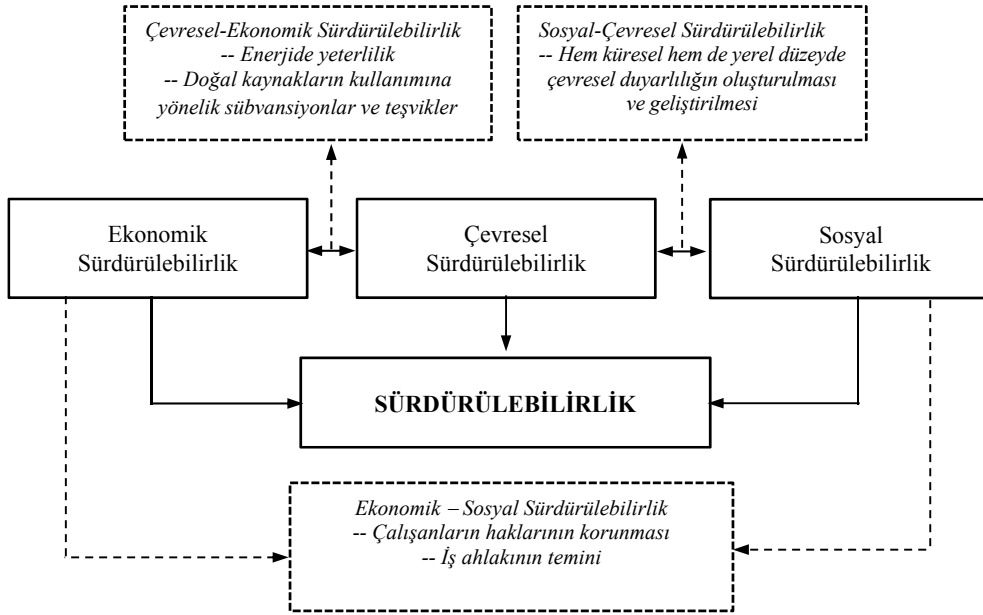 Çevresel-Ekonomik Sürdürülebilirlik
-- Enerjide yeterlilik
-- Doğal kaynakların kullanımına
yönelik sübvansiyonlar ve teşvikler
Sosyal-Çevresel Sürdürülebilirlik
-- Hem küresel hem de yerel düzeyde
çevresel duyarlılığın oluşturulması
ve geliştirilmesi
Ekonomik
Sürdürülebilirlik
Çevresel
Sürdürülebilirlik
Sosyal
Sürdürülebilirlik
SÜRDÜRÜLEBİLİRLİK
Ekonomik – Sosyal Sürdürülebilirlik
-- Çalışanların haklarının korunması
-- İş ahlakının temini